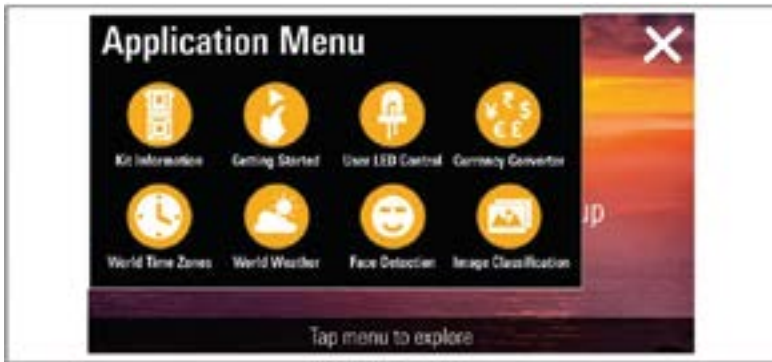 Application Menu
Kit Information Getting Started User LED Control Currency Converter
World Time Zones World Weather Face Detection Image Classification
up
Tap menu to explore